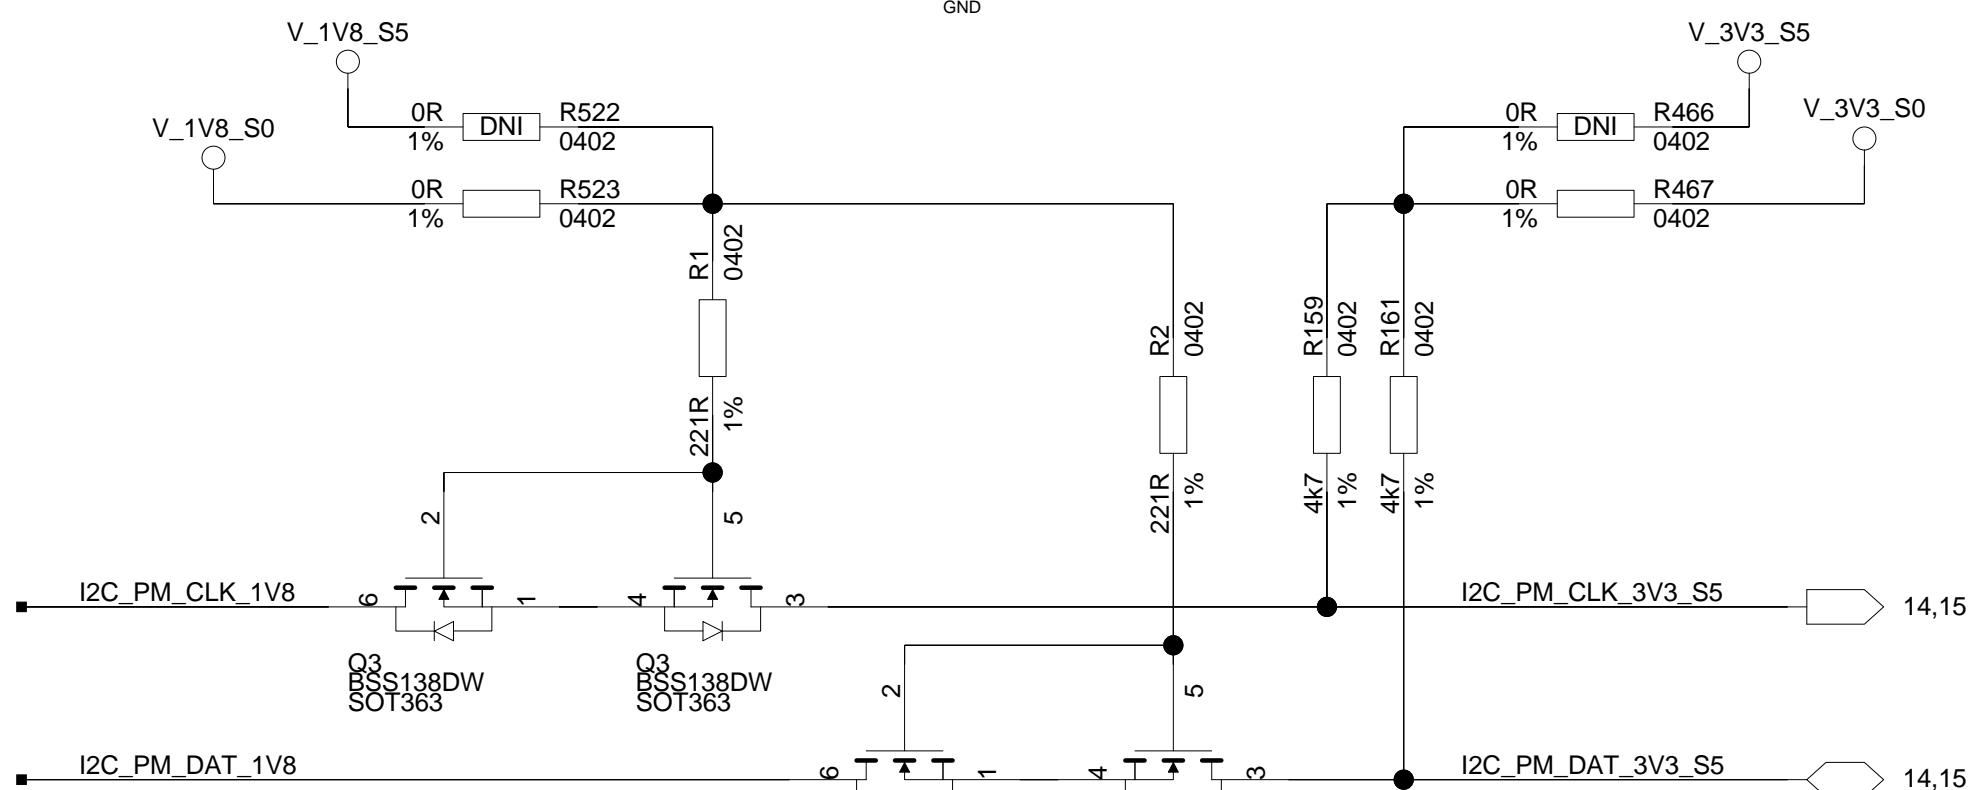 GND
V_1V8_S5
V_3V3_S5
V_1V8_S0
V_3V3_S0
0R
DNI
R522
1%
0402
0R
DNI
R466
1%
0402
0R
R523
1%
0402
0R
R467
1%
0402
R1
0402
221R
1%
R2
0402
221R
1%
R159
0402
4k7
1%
R161
0402
4k7
1%
2
5
I2C_PM_CLK_1V8
6
1
4
3
I2C_PM_CLK_3V3_S5
14,15
Q3
BSS138DW
SOT363
Q3
BSS138DW
SOT363
2
5
I2C_PM_DAT_1V8
6
1
4
3
I2C_PM_DAT_3V3_S5
14,15